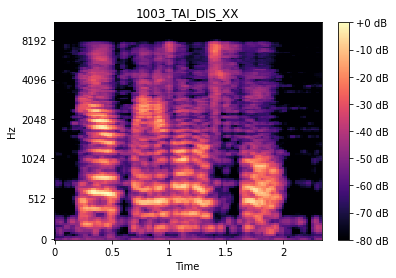 1003_TAI_DIS_XX
+0 dB
8192
-10 dB
4096
-20 dB
-30 dB
2048
Hz
-40 dB
1024
-50 dB
512
-60 dB
-70 dB
0
-80 dB
0 0.5 1 1.5 2
Time